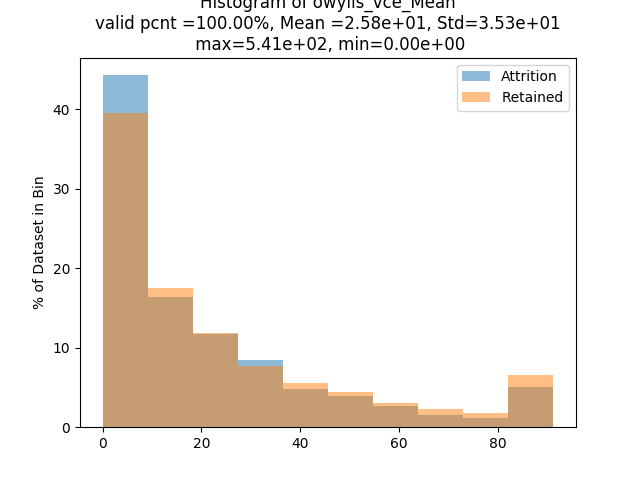 Histogram of owylis_vce_Mean
valid pcnt =100.00%, Mean =2.58e+01, Std=3.53e+01
max=5.41e+02, min=0.00e+00
Attrition
Retained
% of Dataset in Bin
40
30
20
10
0
0 20 40 60 80